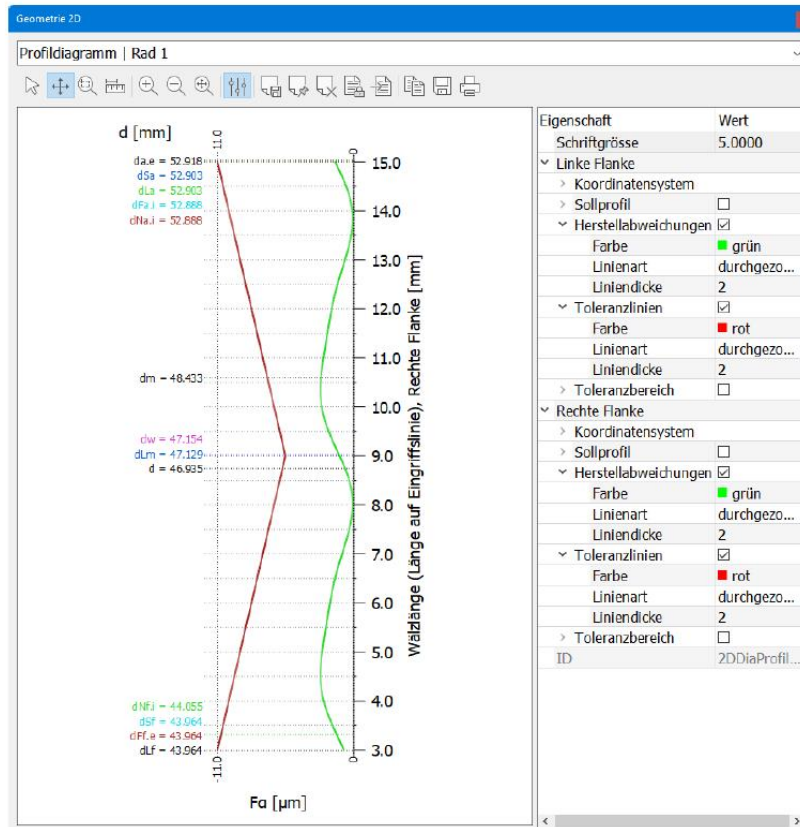 Geometrie 2D
Profildiagramm | Rad 1
d [mm]
-11.0
0
da.e = 52.918
dSa = 52.903
dLa = 52.903
dFa.i = 52.888
dNa.i = 52.888
dm = 48.433
dw = 47.154
dLm = 47.129
d = 46.935
dNf.i = 44.055
dSf = 43.964
dFf.e = 43.964
dLf = 43.964
15.0
14.0
13.0
12.0
11.0
10.0
9.0
8.0
7.0
6.0
5.0
4.0
3.0
Wälzlänge (Länge auf Eingriffslinie), Rechte Flanke [mm]
-11.0
0
Fa [µm]
Eigenschaft Wert
Schriftgrösse 5.0000
Linke Flanke
Koordinatensystem
Sollprofil
Herstellabweichungen
Farbe grün
Linienart durchgezo...
Liniendicke 2
Toleranzlinien
Farbe rot
Linienart durchgezo...
Liniendicke 2
Toleranzbereich
Rechte Flanke
Koordinatensystem
Sollprofil
Herstellabweichungen
Farbe grün
Linienart durchgezo...
Liniendicke 2
Toleranzlinien
Farbe rot
Linienart durchgezo...
Liniendicke 2
Toleranzbereich
ID 2DDiaProfil...